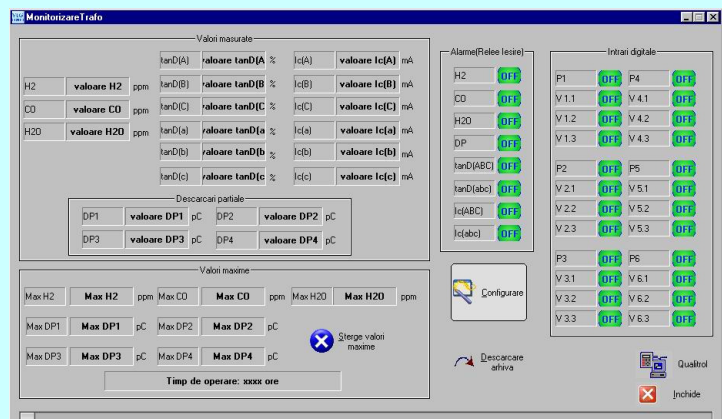 MonitorizareTrafo
Valori masurate
H2 valoare H2 ppm
CO valoare CO ppm
H2O valoare H2O ppm
tanD(A) valoare tanD(A % Ic(A) valoare Ic(A) mA
tanD(B) valoare tanD(B % Ic(B) valoare Ic(B) mA
tanD(C) valoare tanD(C % Ic(C) valoare Ic(C) mA
tanD(a) valoare tanD(a % Ic(a) valoare Ic(a) mA
tanD(b) valoare tanD(b % Ic(b) valoare Ic(b) mA
tanD(c) valoare tanD(c % Ic(c) valoare Ic(c) mA
Descarcari partiale
DP1 valoare DP1 pC DP2 valoare DP2 pC
DP3 valoare DP3 pC DP4 valoare DP4 pC
Valori maxime
Max H2 Max H2 ppm Max CO Max CO ppm Max H2O Max H2O ppm
Max DP1 Max DP1 pC Max DP2 Max DP2 pC
Max DP3 Max DP3 pC Max DP4 Max DP4 pC
Sterge valori
maxime
Timp de operare: xxxx ore
Alarme(Relee Iesire)
H2 OFF
CO OFF
H2O OFF
DP OFF
tanD(ABC) OFF
tanD(abc) OFF
Ic(ABC) OFF
Ic(abc) OFF
Configurare
Descarcare
arhiva
Intrari digitale
P1 OFF P4 OFF
V 1.1 OFF V 4.1 OFF
V 1.2 OFF V 4.2 OFF
V 1.3 OFF V 4.3 OFF
P2 OFF P5 OFF
V 2.1 OFF V 5.1 OFF
V 2.2 OFF V 5.2 OFF
V 2.3 OFF V 5.3 OFF
P3 OFF P6 OFF
V 3.1 OFF V 6.1 OFF
V 3.2 OFF V 6.2 OFF
V 3.3 OFF V 6.3 OFF
Qualitrol
Inchide